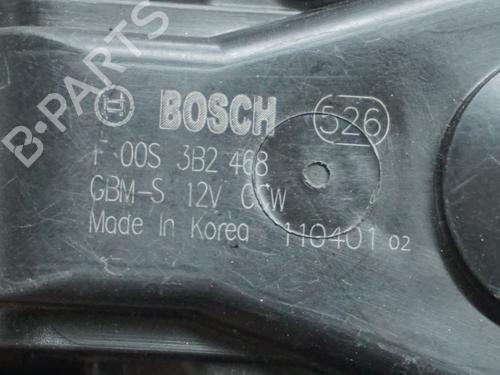 B-PARTS
BOSCH 526
F 00S 3B2 468
GBM-S 12V CCW
Made In Korea 110401 02